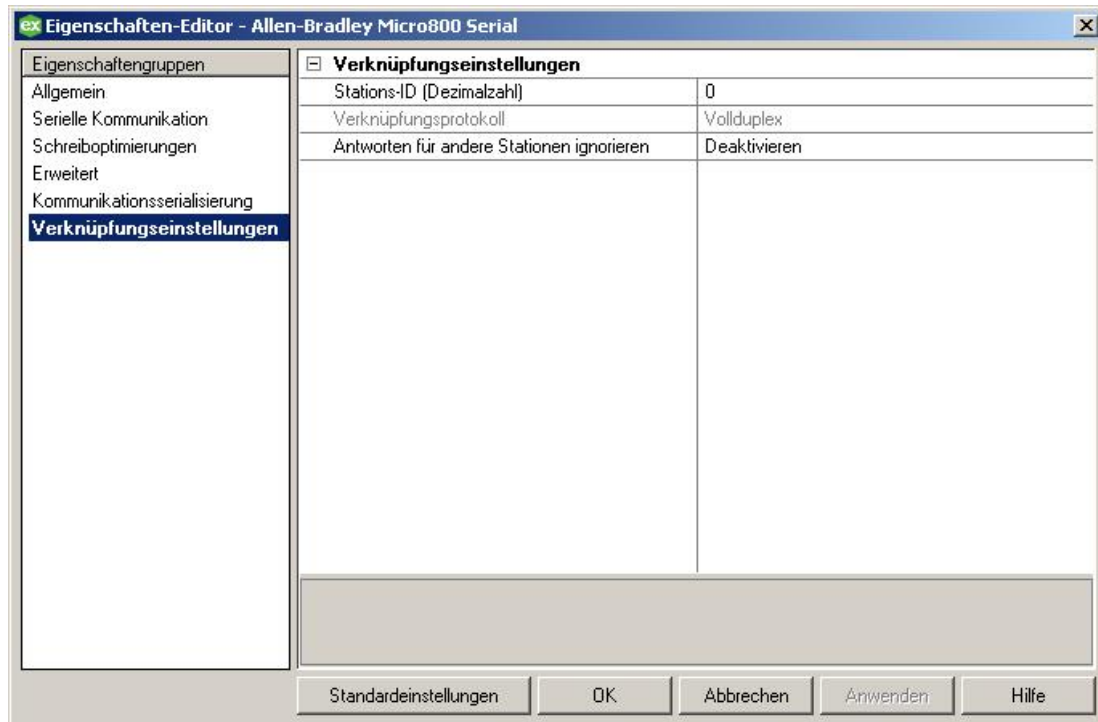 ex Eigenschaften-Editor - Allen-Bradley Micro800 Serial
Eigenschaftengruppen
Allgemein
Serielle Kommunikation
Schreiboptimierungen
Erweitert
Kommunikationsserialisierung
Verknüpfungseinstellungen
Verknüpfungseinstellungen
Stations-ID (Dezimalzahl) 0
Verknüpfungsprotokoll Vollduplex
Antworten für andere Stationen ignorieren Deaktivieren
Standardeinstellungen OK Abbrechen Anwenden Hilfe